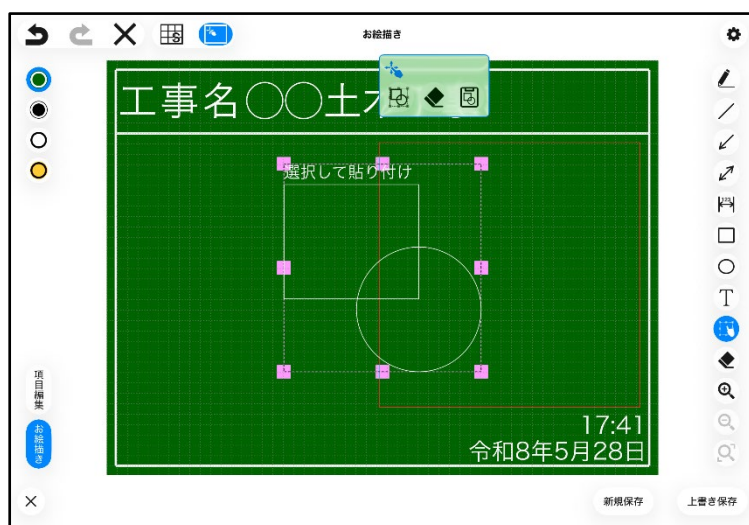 お絵描き
S
工事名○○土木
選択して貼り付け
123
T
項目編集
お絵描き
17:41
令和8年5月28日
新規保存
上書き保存